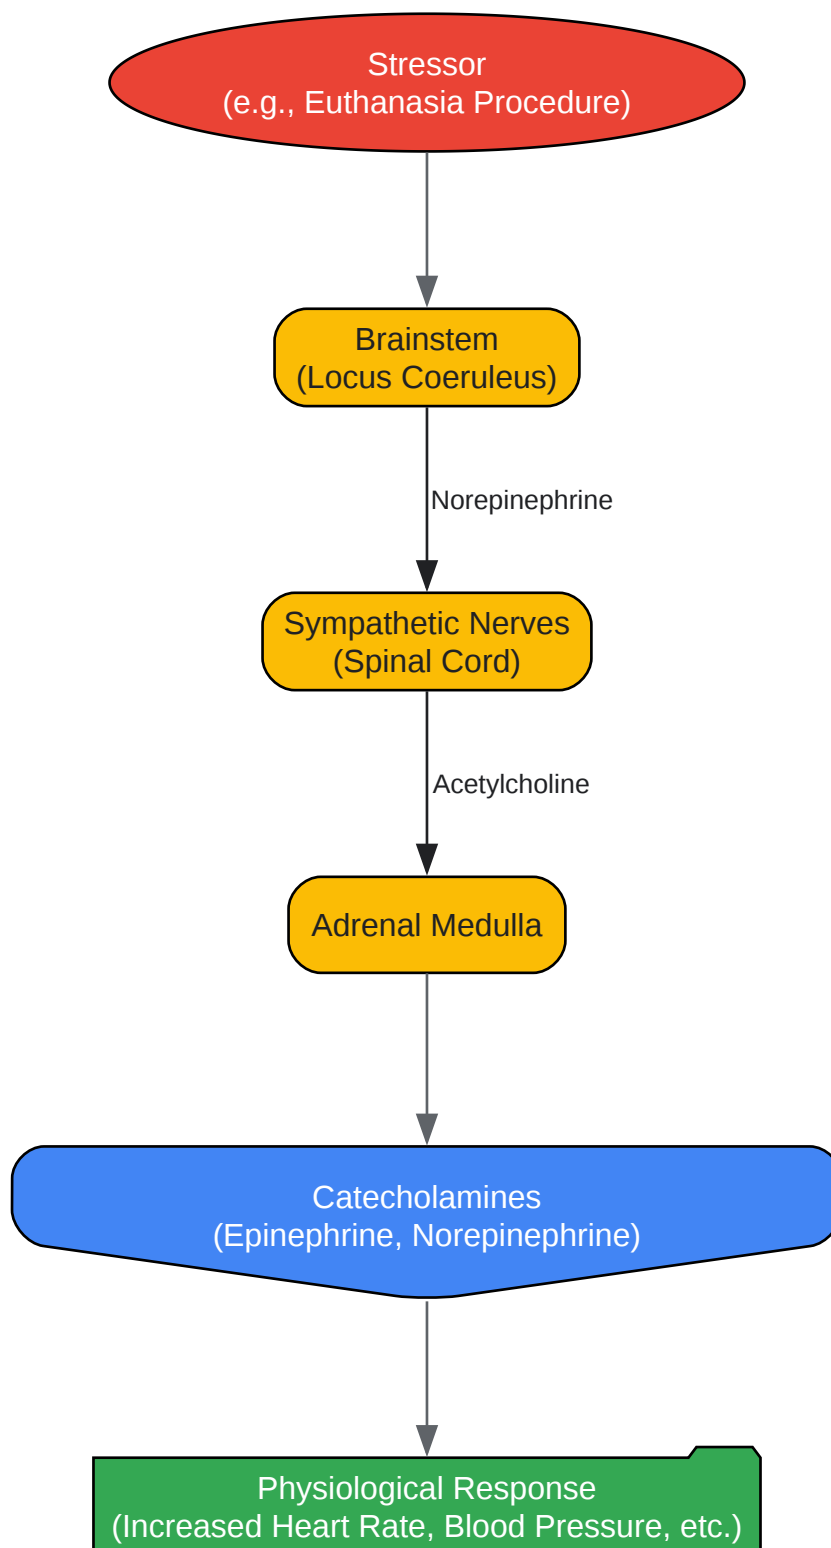 Stressor
(e.g., Euthanasia Procedure)
Brainstem
(Locus Coeruleus)
Norepinephrine
Sympathetic Nerves
(Spinal Cord)
Acetylcholine
Adrenal Medulla
Catecholamines
(Epinephrine, Norepinephrine)
Physiological Response
(Increased Heart Rate, Blood Pressure, etc.)